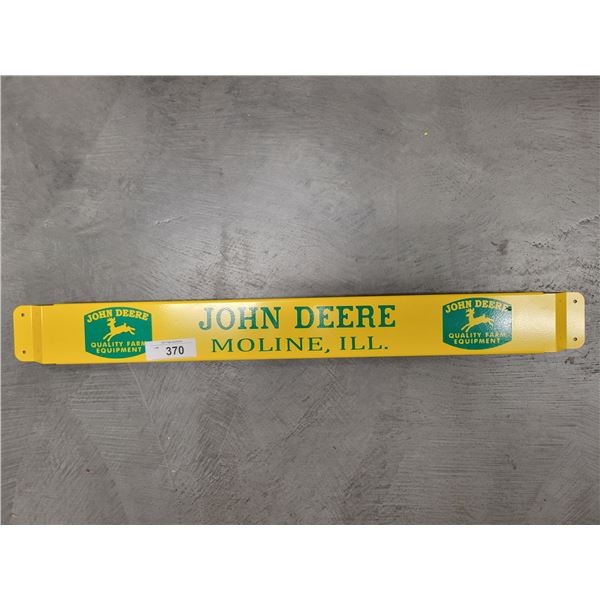 JOHN DEERE
QUALITY FARM
EQUIPMENT
370
JOHN DEERE
MOLINE, ILL.
JOHN DEERE
QUALITY FARM
EQUIPMENT